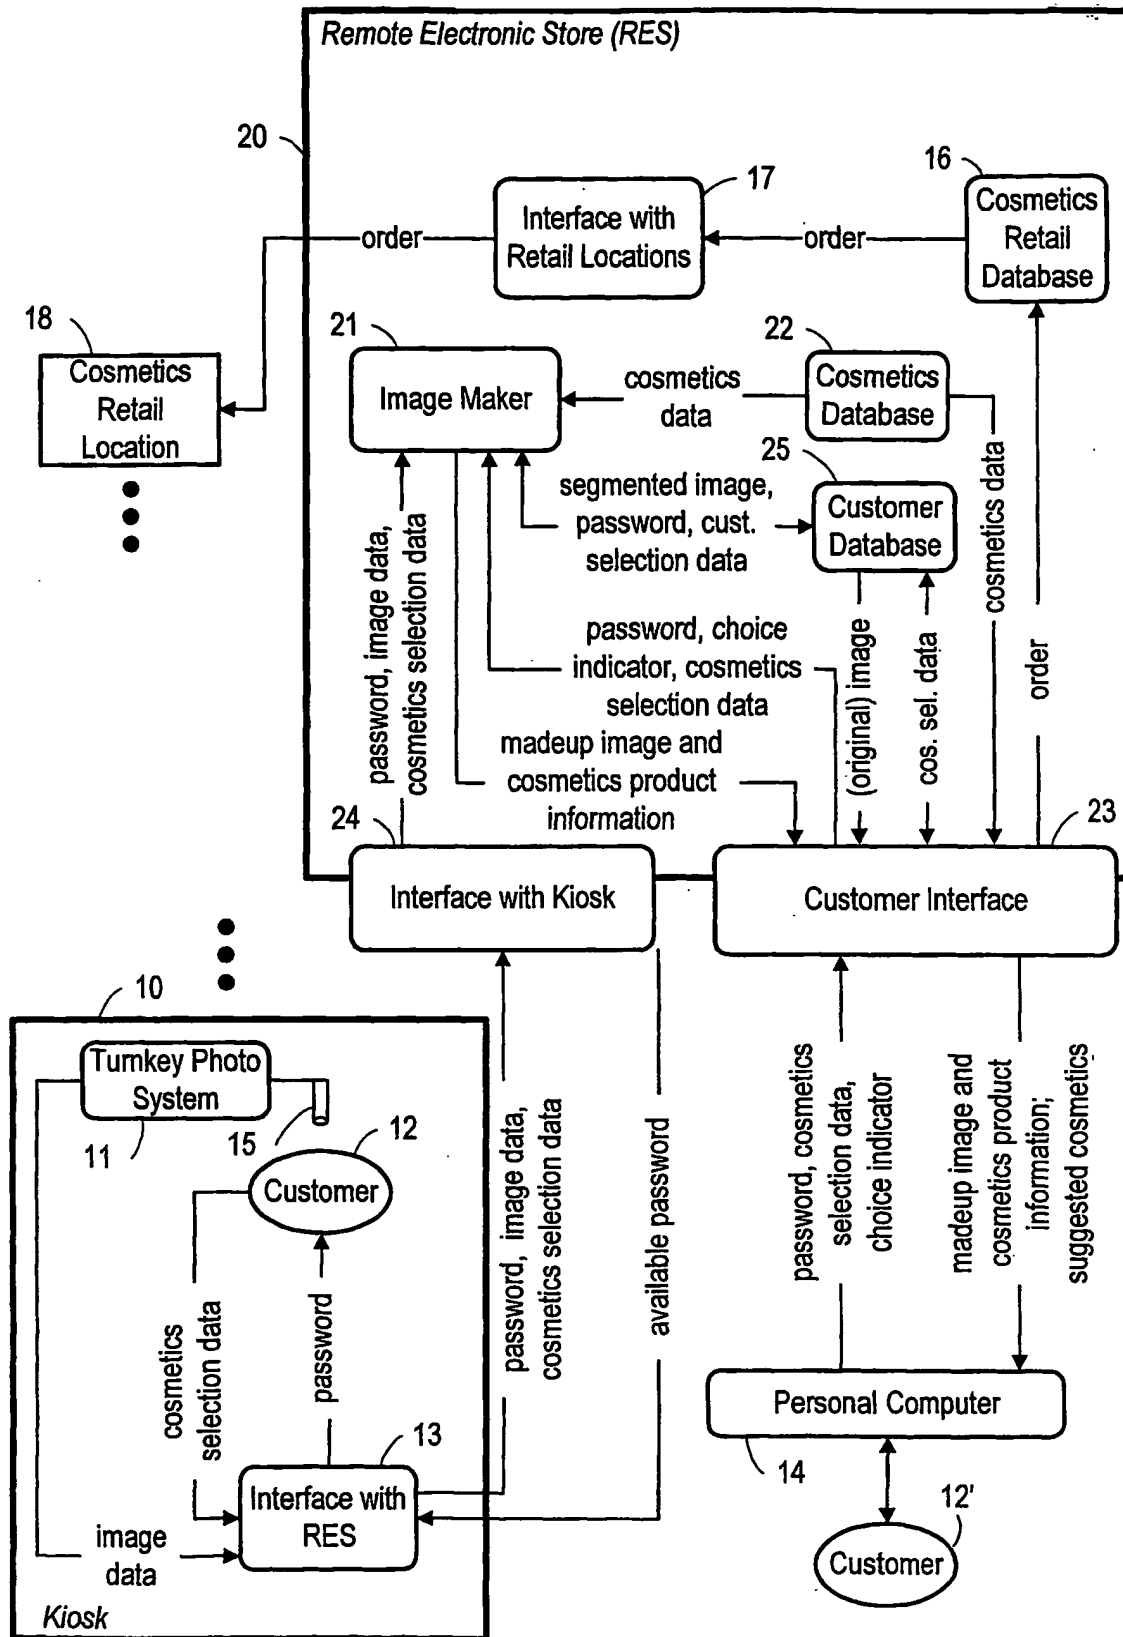 Remote Electronic Store (RES)
20
17
16
Interface with
Retail Locations
Cosmetics
Retail
Database
order
order
18
Cosmetics
Retail
Location
21
Image Maker
22
Cosmetics
Database
cosmetics
data
25
Customer
Database
segmented image,
password, cust.
selection data
cosmetics data
password, image data,
cosmetics selection data
password, choice
indicator, cosmetics
selection data
(original) image
cos. sel. data
order
madeup image and
cosmetics product
information
24
Interface with Kiosk
23
Customer Interface
10
Turnkey Photo
System
11
15
12
Customer
cosmetics
selection data
password
13
Interface with
RES
image
data
Kiosk
password, image data,
cosmetics selection data
available password
password, cosmetics
selection data,
choice indicator
madeup image and
cosmetics product
information;
suggested cosmetics
Personal Computer
14
12'
Customer